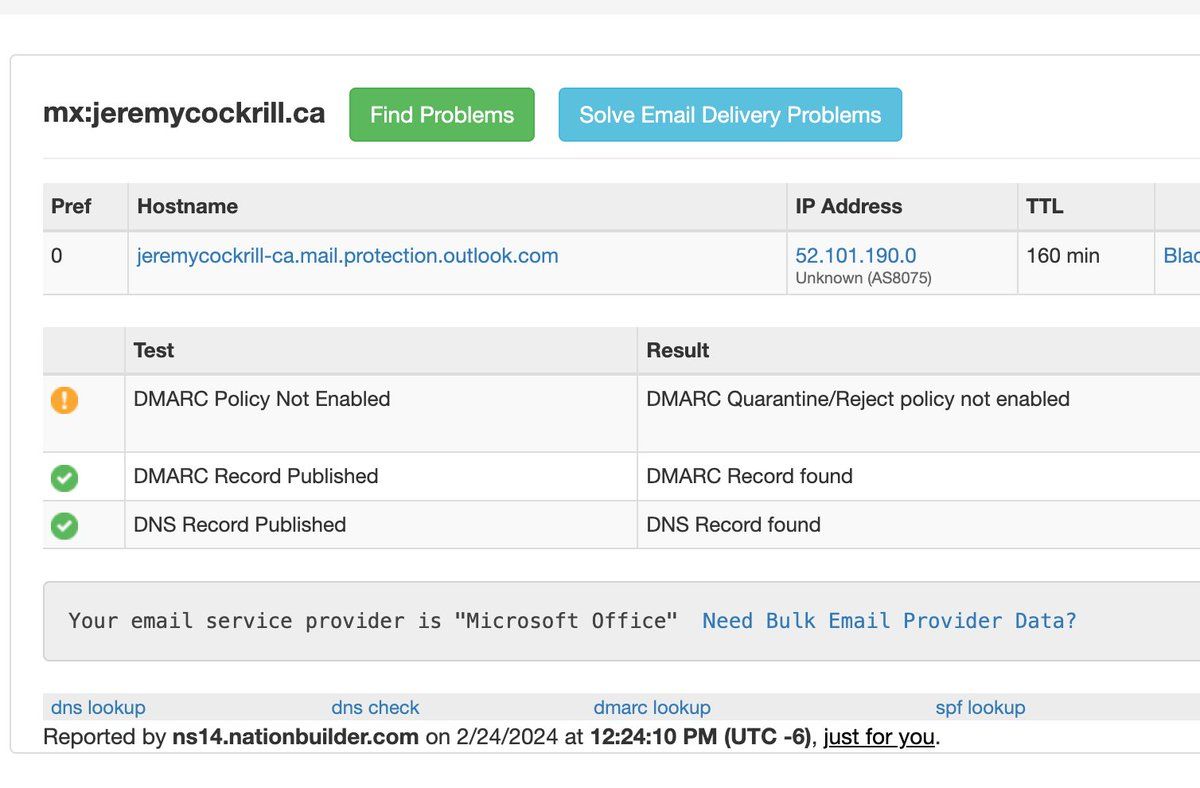 mx:jeremycockrill.ca Find Problems Solve Email Delivery Problems
Pref Hostname IP Address TTL
0 jeremycockrill-ca.mail.protection.outlook.com 52.101.190.0 160 min Blac
Unknown (AS8075)
Test Result
DMARC Policy Not Enabled DMARC Quarantine/Reject policy not enabled
DMARC Record Published DMARC Record found
DNS Record Published DNS Record found
Your email service provider is "Microsoft Office" Need Bulk Email Provider Data?
dns lookup dns check dmarc lookup spf lookup
Reported by ns14.nationbuilder.com on 2/24/2024 at 12:24:10 PM (UTC -6), just for you.